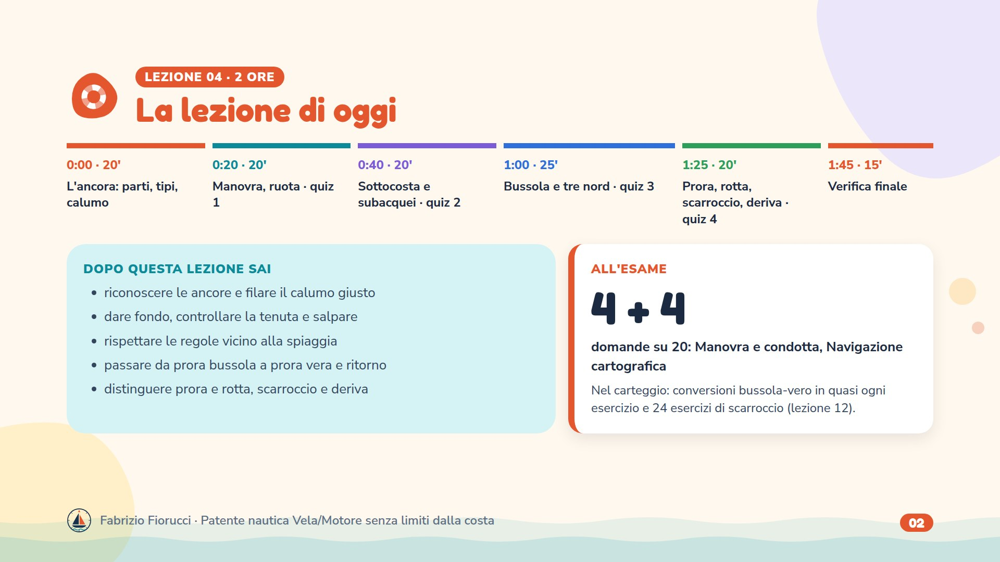 LEZIONE 04 · 2 ORE
La lezione di oggi
0:00 · 20'
L'ancora: parti, tipi,
calumo
0:20 · 20'
Manovra, ruota · quiz
1
0:40 · 20'
Sottocosta e
subacquei · quiz 2
1:00 · 25'
Bussola e tre nord · quiz 3
1:25 · 20'
Prora, rotta,
scarroccio, deriva ·
quiz 4
1:45 · 15'
Verifica finale
DOPO QUESTA LEZIONE SAI
• riconoscere le ancore e filare il calumo giusto
• dare fondo, controllare la tenuta e salpare
• rispettare le regole vicino alla spiaggia
• passare da prora bussola a prora vera e ritorno
• distinguere prora e rotta, scarroccio e deriva
ALL'ESAME
4 + 4
domande su 20: Manovra e condotta, Navigazione
cartografica
Nel carteggio: conversioni bussola-vero in quasi ogni
esercizio e 24 esercizi di scarroccio (lezione 12).
Fabrizio Fiorucci · Patente nautica Vela/Motore senza limiti dalla costa
02